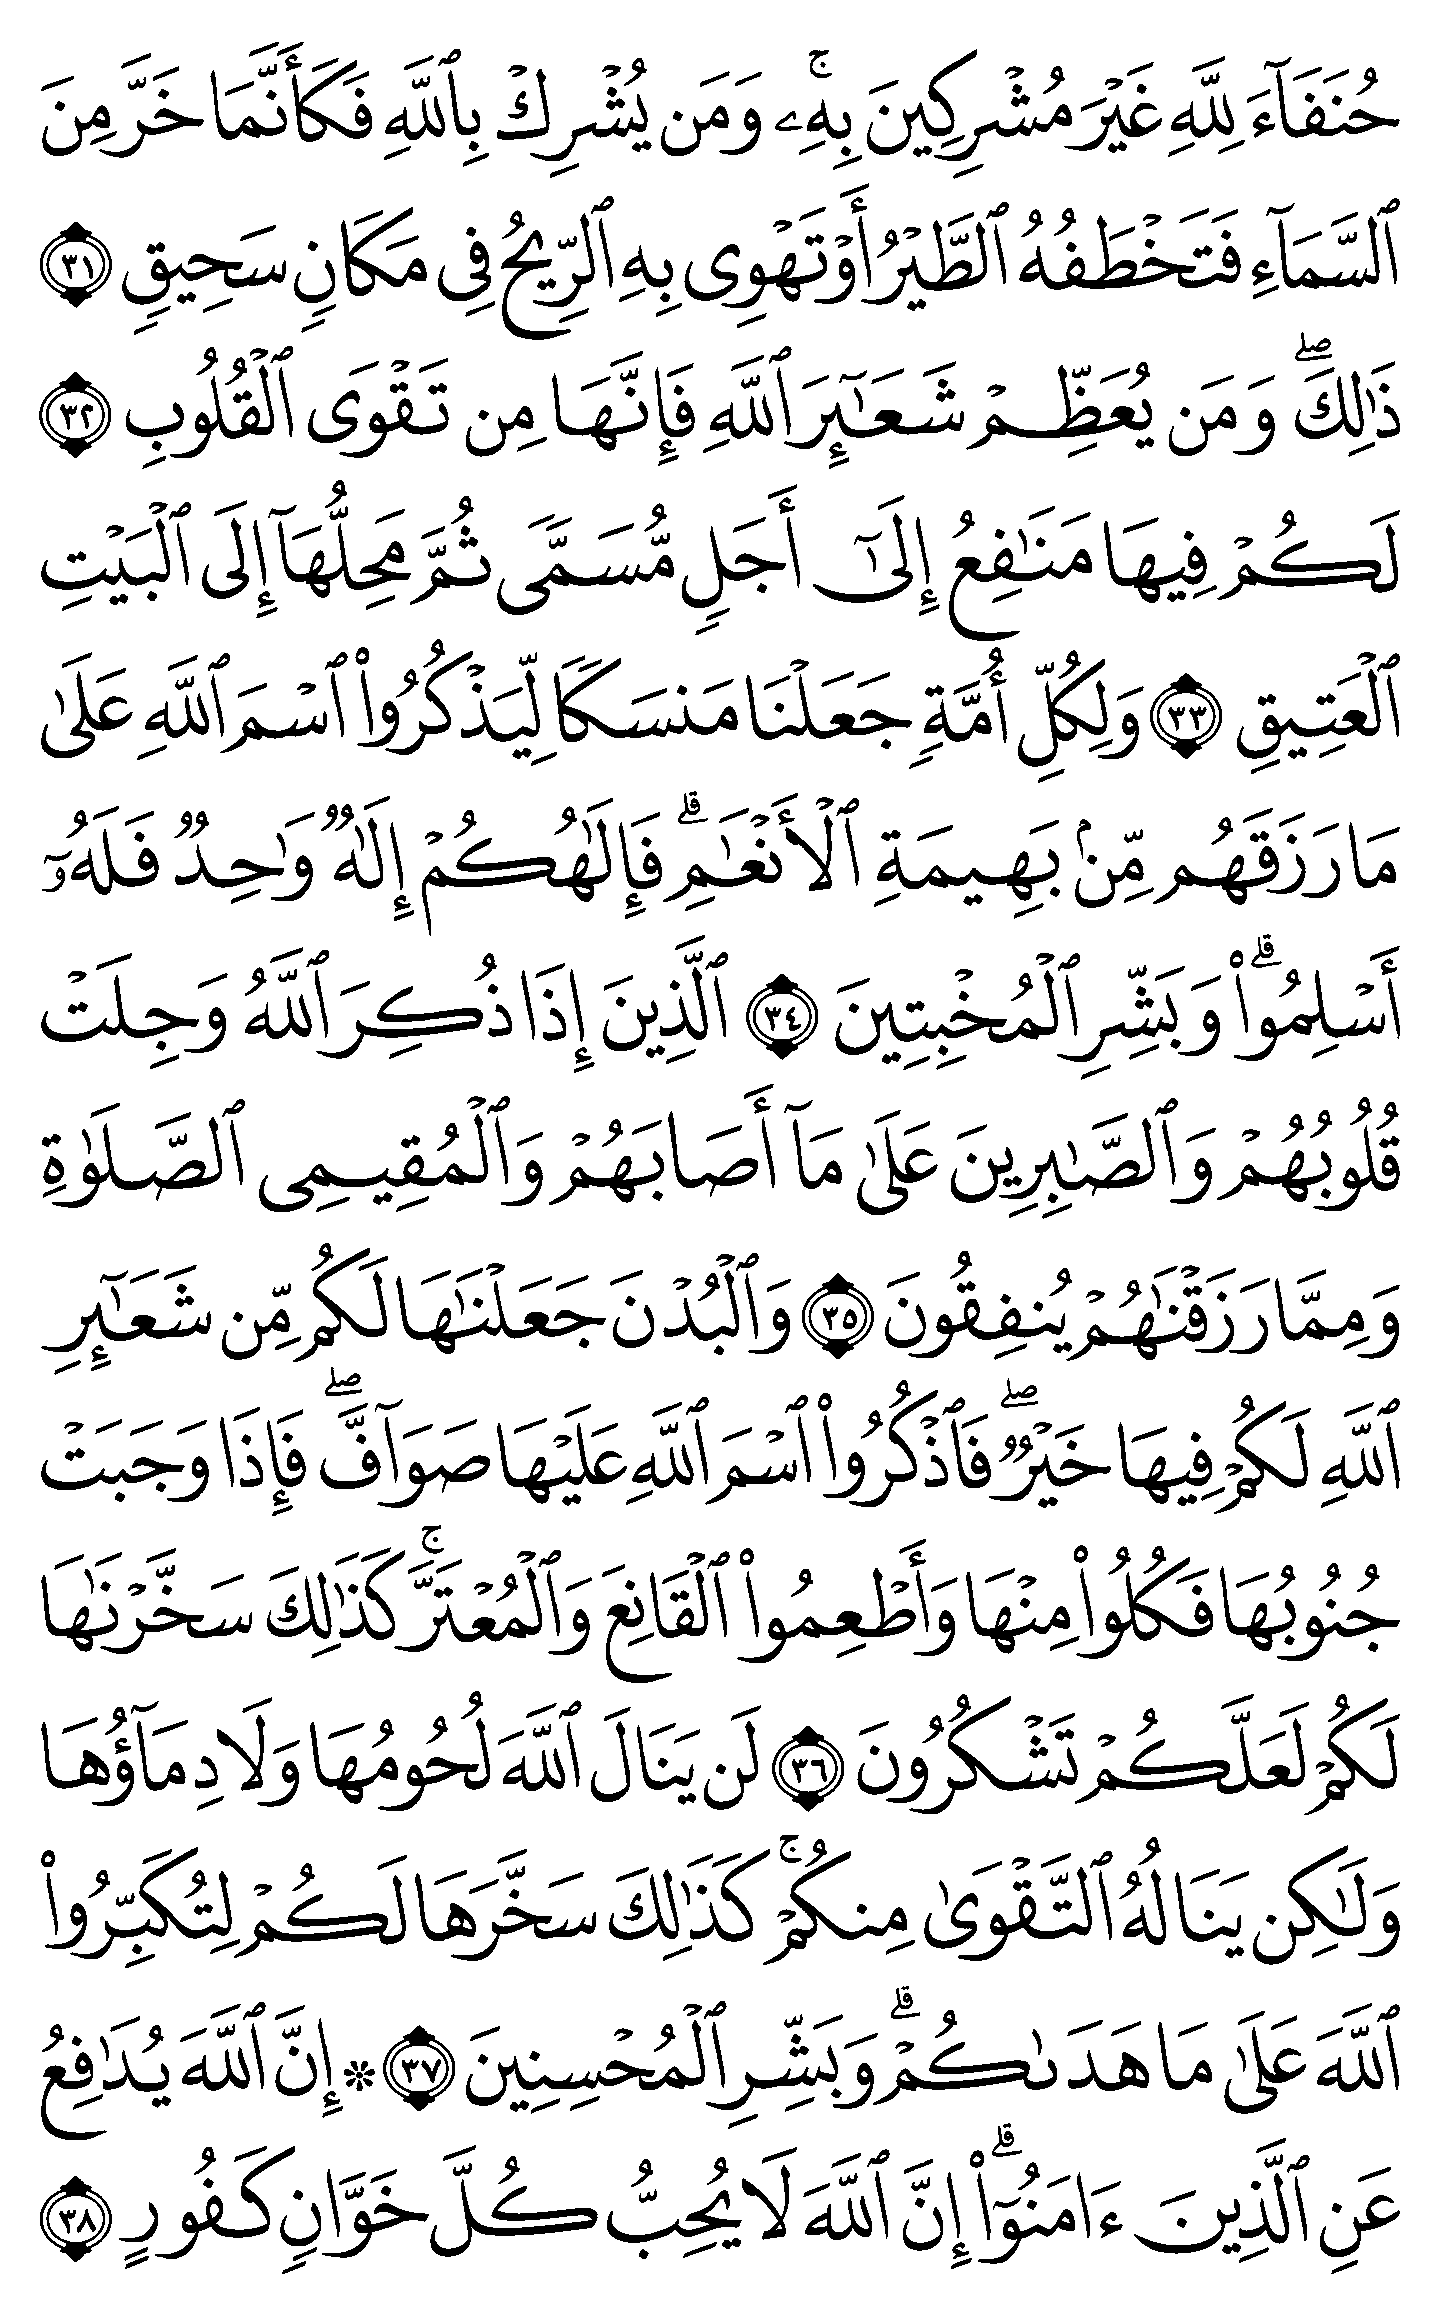 حُنَفَآءَ لِلَّهِ غَيْرَ مُشْرِكِينَ بِهِۦۚ وَمَن يُشْرِكْ بِٱللَّهِ فَكَأَنَّمَا خَرَّ مِنَ
ٱلسَّمَآءِ فَتَخْطَفُهُ ٱلطَّيْرُ أَوْ تَهْوِى بِهِ ٱلرِّيحُ فِى مَكَانٍ سَحِيقٍ ٣١
ذَٰلِكَۖ وَمَن يُعَظِّمْ شَعَـٰٓئِرَ ٱللَّهِ فَإِنَّهَا مِن تَقْوَى ٱلْقُلُوبِ ٣٢
لَكُمْ فِيهَا مَنَـٰفِعُ إِلَىٰٓ أَجَلٍ مُّسَمًّى ثُمَّ مَحِلُّهَآ إِلَى ٱلْبَيْتِ
ٱلْعَتِيقِ ٣٣ وَلِكُلِّ أُمَّةٍ جَعَلْنَا مَنسَكًا لِّيَذْكُرُوا۟ ٱسْمَ ٱللَّهِ عَلَىٰ
مَا رَزَقَهُم مِّنۢ بَهِيمَةِ ٱلْأَنْعَـٰمِۗ فَإِلَـٰهُكُمْ إِلَـٰهٌ وَٰحِدٌ فَلَهُۥٓ
أَسْلِمُوا۟ۗ وَبَشِّرِ ٱلْمُخْبِتِينَ ٣٤ ٱلَّذِينَ إِذَا ذُكِرَ ٱللَّهُ وَجِلَتْ
قُلُوبُهُمْ وَٱلصَّـٰبِرِينَ عَلَىٰ مَآ أَصَابَهُمْ وَٱلْمُقِيمِى ٱلصَّلَوٰةِ
وَمِمَّا رَزَقْنَـٰهُمْ يُنفِقُونَ ٣٥ وَٱلْبُدْنَ جَعَلْنَـٰهَا لَكُم مِّن شَعَـٰٓئِرِ
ٱللَّهِ لَكُمْ فِيهَا خَيْرٌۖ فَٱذْكُرُوا۟ ٱسْمَ ٱللَّهِ عَلَيْهَا صَوَآفَّۖ فَإِذَا وَجَبَتْ
جُنُوبُهَا فَكُلُوا۟ مِنْهَا وَأَطْعِمُوا۟ ٱلْقَانِعَ وَٱلْمُعْتَرَّۚ كَذَٰلِكَ سَخَّرْنَـٰهَا
لَكُمْ لَعَلَّكُمْ تَشْكُرُونَ ٣٦ لَن يَنَالَ ٱللَّهَ لُحُومُهَا وَلَا دِمَآؤُهَا
وَلَـٰكِن يَنَالُهُ ٱلتَّقْوَىٰ مِنكُمْۚ كَذَٰلِكَ سَخَّرَهَا لَكُمْ لِتُكَبِّرُوا۟
ٱللَّهَ عَلَىٰ مَا هَدَىٰكُمْۗ وَبَشِّرِ ٱلْمُحْسِنِينَ ٣٧ ۞ إِنَّ ٱللَّهَ يُدَٰفِعُ
عَنِ ٱلَّذِينَ ءَامَنُوٓا۟ۗ إِنَّ ٱللَّهَ لَا يُحِبُّ كُلَّ خَوَّانٍ كَفُورٍ ٣٨